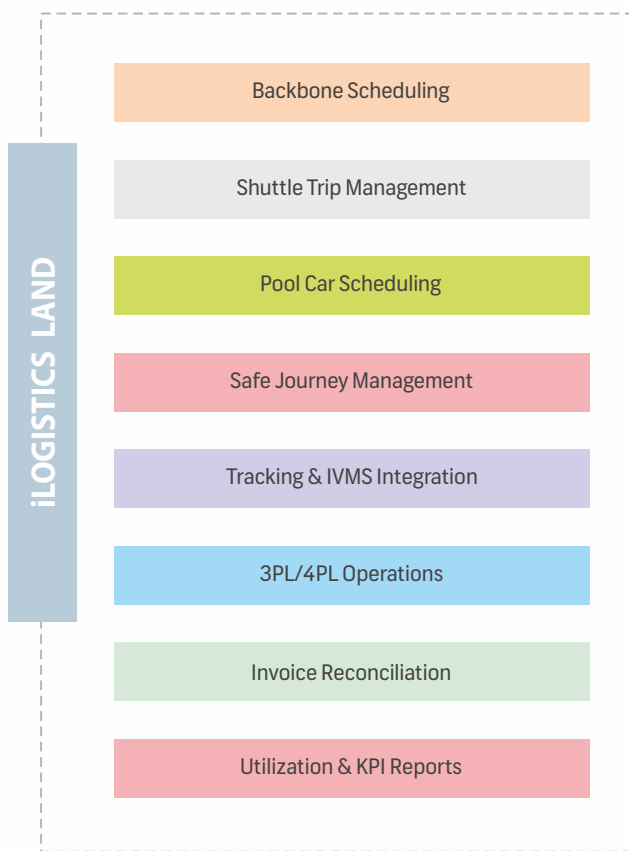 iLOGISTICS LAND
Backbone Scheduling
Shuttle Trip Management
Pool Car Scheduling
Safe Journey Management
Tracking & IVMS Integration
3PL/4PL Operations
Invoice Reconciliation
Utilization & KPI Reports